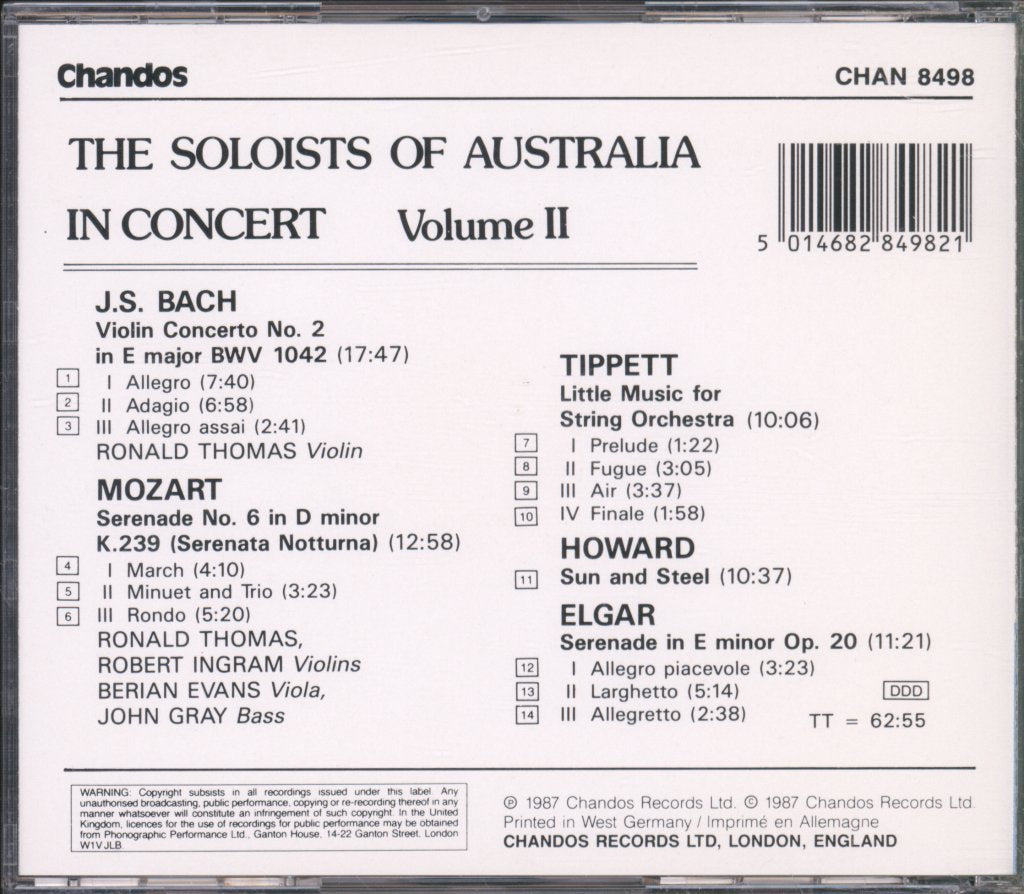 Chandos
CHAN 8498
THE SOLOISTS OF AUSTRALIA
IN CONCERT Volume II
5 014682 849821
J.S. BACH
Violin Concerto No. 2
in E major BWV 1042 (17:47)
1 I Allegro (7:40)
2 II Adagio (6:58)
3 III Allegro assai (2:41)
RONALD THOMAS Violin
MOZART
Serenade No. 6 in D minor
K.239 (Serenata Notturna) (12:58)
4 I March (4:10)
5 II Minuet and Trio (3:23)
6 III Rondo (5:20)
RONALD THOMAS,
ROBERT INGRAM Violins
BERIAN EVANS Viola,
JOHN GRAY Bass
TIPPETT
Little Music for
String Orchestra (10:06)
7 I Prelude (1:22)
8 II Fugue (3:05)
9 III Air (3:37)
10 IV Finale (1:58)
HOWARD
11 Sun and Steel (10:37)
ELGAR
Serenade in E minor Op. 20 (11:21)
12 I Allegro piacevole (3:23)
13 II Larghetto (5:14)
14 III Allegretto (2:38)
DDD
TT = 62:55
WARNING: Copyright subsists in all recordings issued under this label. Any
unauthorised broadcasting, public performance, copying or re-recording thereof in any
manner whatsoever will constitute an infringement of such copyright. In the United
Kingdom, licences for the use of recordings for public performance may be obtained
from Phonographic Performance Ltd., Ganton House, 14-22 Ganton Street, London
W1V JLB.
℗ 1987 Chandos Records Ltd. © 1987 Chandos Records Ltd.
Printed in West Germany / Imprimé en Allemagne
CHANDOS RECORDS LTD, LONDON, ENGLAND